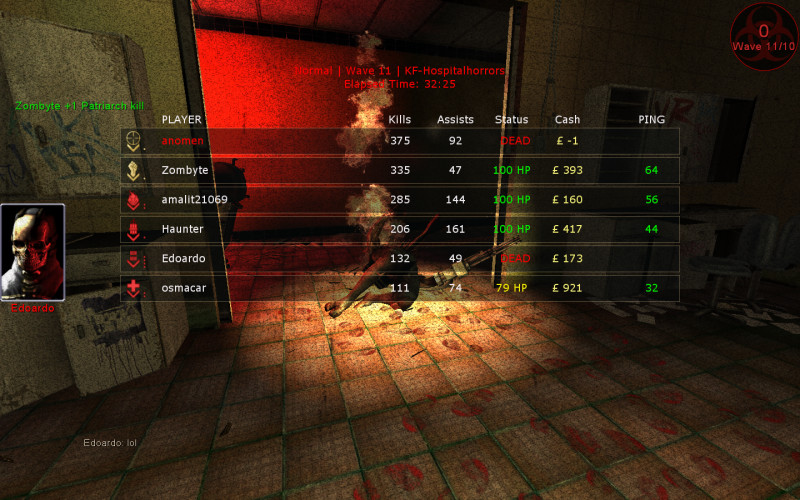 0
Wave 11/10
Normal | Wave 11 | KF-Hospitalhorrors
Elapsed Time: 32:25
Zombyte +1 Patriarch kill
PLAYER Kills Assists Status Cash PING
anomen 375 92 DEAD £ -1
Zombyte 335 47 100 HP £ 393 64
amalit21069 285 144 100 HP £ 160 56
Haunter 206 161 100 HP £ 417 44
Edoardo 132 49 DEAD £ 173
osmacar 111 74 79 HP £ 921 32
Edoardo
Edoardo: lol